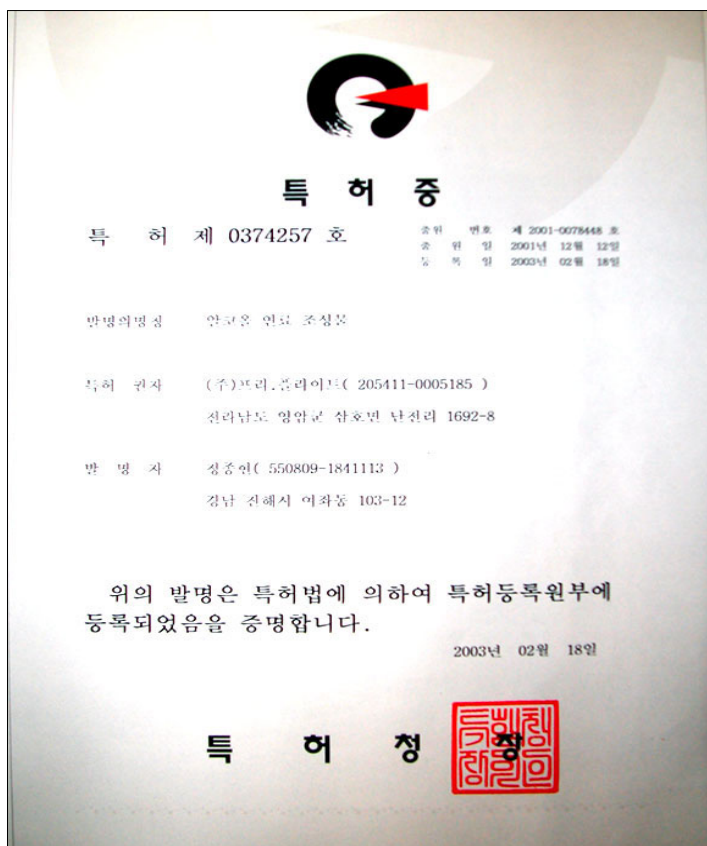 특 허 증
특 허 제 0374257 호
출원 번호 제 2001-0078448 호
출 원 일 2001년 12월 12일
등 록 일 2003년 02월 18일
발명의명칭 알코올 연료 조성물
특허 권자 (주)프리.플라이트( 205411-0005185 )
전라남도 영암군 삼호면 난전리 1692-8
발 명 자 정종현( 550809-1841113 )
경남 진해시 여좌동 103-12
위의 발명은 특허법에 의하여 특허등록원부에
등록되었음을 증명합니다.
2003년 02월 18일
특 허 청 장